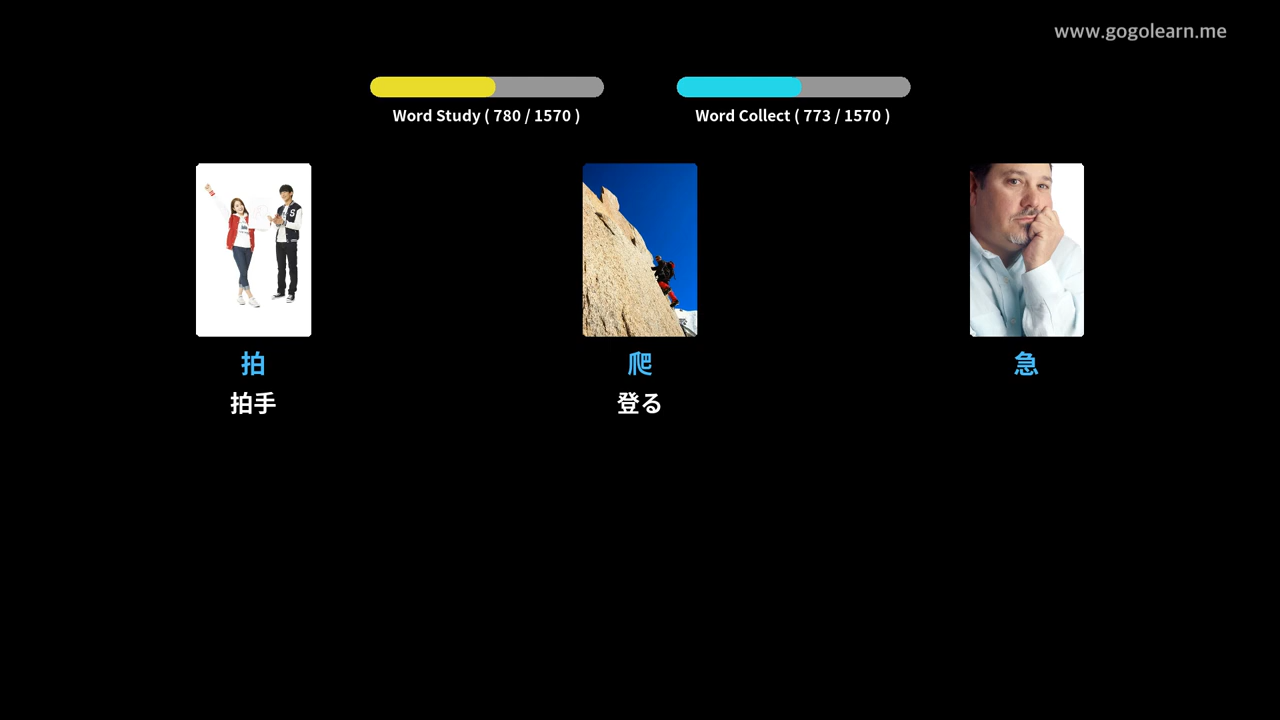 www.gogolearn.me
Word Study ( 780 / 1570 )
Word Collect ( 773 / 1570 )
拍
爬
急
拍手
登る